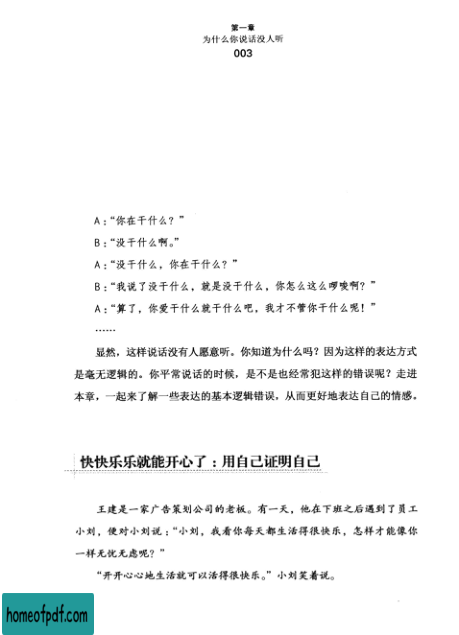 第一章
为什么你说话没人听
003
A：“你在干什么？”
B：“没干什么啊。”
A：“没干什么，你在干什么？”
B：“我说了没干什么，就是没干什么，你怎么这么啰唆啊？”
A：“算了，你爱干什么就干什么吧，我才不管你干什么呢！”
……
显然，这样说话没有人愿意听。你知道为什么吗？因为这样的表达方式
是毫无逻辑的。你平常说话的时候，是不是也经常犯这样的错误呢？走进
本章，一起来了解一些表达的基本逻辑错误，从而更好地表达自己的情感。
快快乐乐就能开心了：用自己证明自己
王建是一家广告策划公司的老板。有一天，他在下班之后遇到了员工
小刘，便对小刘说：“小刘，我看你每天都生活得很快乐，怎样才能像你
一样无忧无虑呢？”
“开开心心地生活就可以活得很快乐。”小刘笑着说。
homeofpdf.com